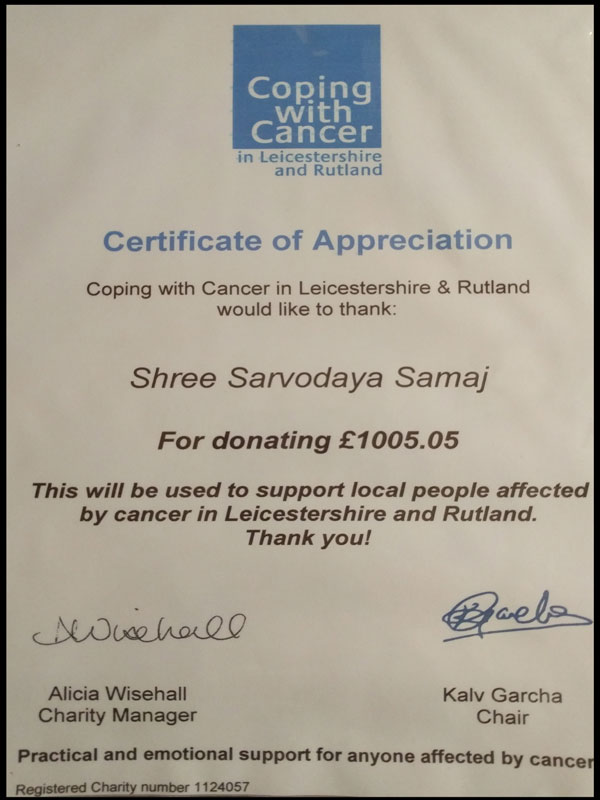 Coping
with
Cancer
in Leicestershire
and Rutland
Certificate of Appreciation
Coping with Cancer in Leicestershire & Rutland
would like to thank:
Shree Sarvodaya Samaj
For donating £1005.05
This will be used to support local people affected
by cancer in Leicestershire and Rutland.
Thank you!
AWisehall
Alicia Wisehall
Kalv Garcha
Charity Manager
Chair
Practical and emotional support for anyone affected by cancer
Registered Charity number 1124057